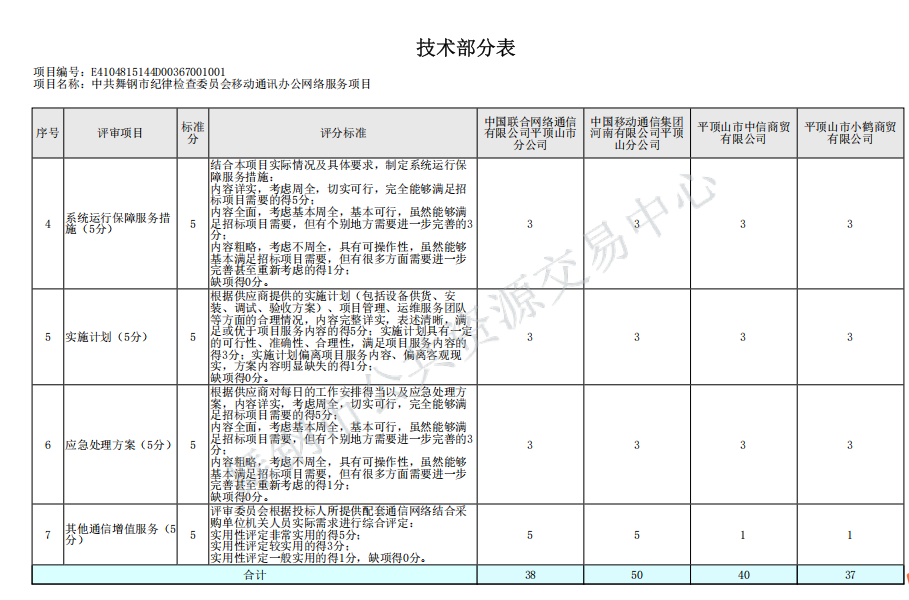 技术部分表
项目编号：E4104815144D00367001001
项目名称：中共舞钢市纪律检查委员会移动通讯办公网络服务项目
序号
评审项目
标准
分
评分标准
中国联合网络通信
有限公司平顶山市
分公司
中国移动通信集团
河南有限公司平顶
山分公司
平顶山市中信商贸
有限公司
平顶山市小鹤商贸
有限公司
4
系统运行保障服务措
施（5分）
5
结合本项目实际情况及具体要求，制定系统运行保
障服务措施：
内容详实，考虑周全，切实可行，完全能够满足招
标项目需要的得5分；
内容全面，考虑基本周全，基本可行，虽然能够满
足招标项目需要，但有个别地方需要进一步完善的3
分；
内容粗略，考虑不周全，具有可操作性，虽然能够
基本满足招标项目需要，但有很多方面需要进一步
完善甚至重新考虑的得1分；
缺项得0分。
3
3
3
3
5
实施计划（5分）
5
根据供应商提供的实施计划（包括设备供货、安
装、调试、验收方案）、项目管理、运维服务团队
等方面的合理情况，内容完整详实，表述清晰，满
足或优于项目服务内容的得5分；实施计划具有一定
的可行性、准确性、合理性，满足项目服务内容的
得3分；实施计划偏离项目服务内容、偏离客观现
实，方案内容明显缺失的得1分；
缺项得0分。
3
3
3
3
6
应急处理方案（5分）
5
根据供应商对每日的工作安排得当以及应急处理方
案，内容详实，考虑周全，切实可行，完全能够满
足招标项目需要的得5分；
内容全面，考虑基本周全，基本可行，虽然能够满
足招标项目需要，但有个别地方需要进一步完善的3
分；
内容粗略，考虑不周全，具有可操作性，虽然能够
基本满足招标项目需要，但有很多方面需要进一步
完善甚至重新考虑的得1分；
缺项得0分。
3
3
3
3
7
其他通信增值服务（5
分）
5
评审委员会根据投标人所提供配套通信网络结合采
购单位机关人员实际需求进行综合评定：
实用性评定非常实用的得5分；
实用性评定较实用的得3分；
实用性评定一般实用的得1分，缺项得0分。
5
5
1
1
合计
38
50
40
37
舞钢市公共资源交易中心